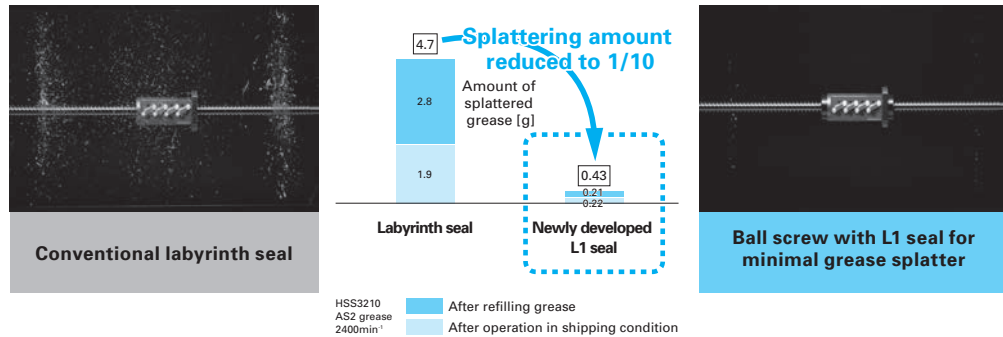 Conventional labyrinth seal
4.7
Splattering amount
reduced to 1/10
2.8
1.9
Amount of
splattered
grease [g]
0.43
0.21
0.22
Labyrinth seal
Newly developed
L1 seal
HSS3210
AS2 grease
2400min⁻¹
After refilling grease
After operation in shipping condition
Ball screw with L1 seal for
minimal grease splatter